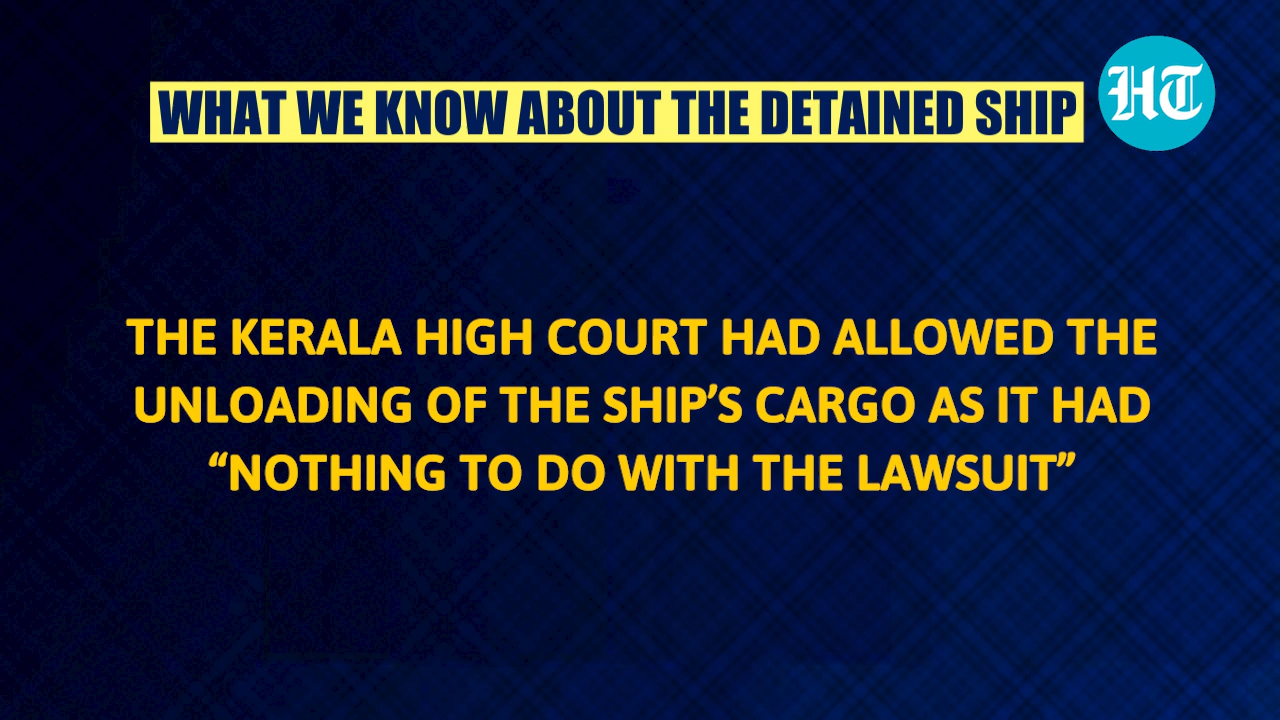 WHAT WE KNOW ABOUT THE DETAINED SHIP
HT
THE KERALA HIGH COURT HAD ALLOWED THE
UNLOADING OF THE SHIP’S CARGO AS IT HAD
“NOTHING TO DO WITH THE LAWSUIT”